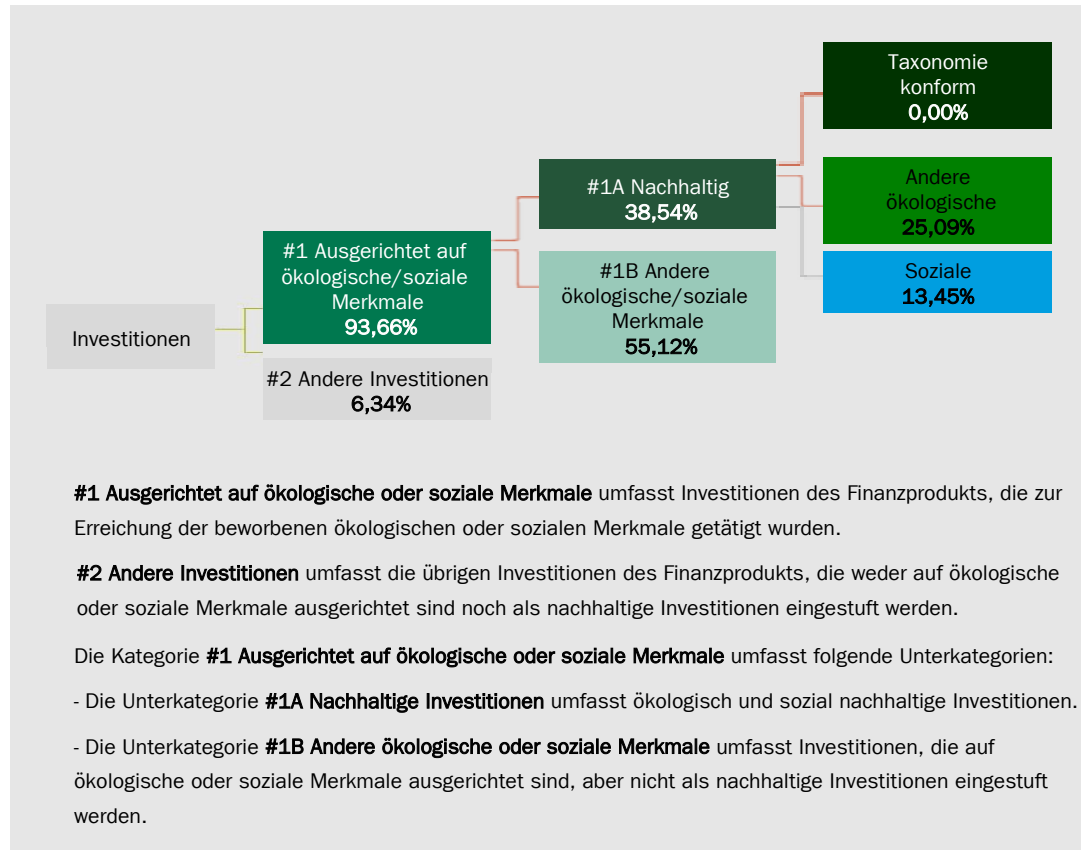 Taxonomie
konform
0,00%
#1A Nachhaltig
38,54%
Andere
ökologische
25,09%
#1 Ausgerichtet auf
ökologische/soziale
Merkmale
93,66%
#1B Andere
ökologische/soziale
Merkmale
55,12%
Soziale
13,45%
Investitionen
#2 Andere Investitionen
6,34%
#1 Ausgerichtet auf ökologische oder soziale Merkmale umfasst Investitionen des Finanzprodukts, die zur
Erreichung der beworbenen ökologischen oder sozialen Merkmale getätigt wurden.
#2 Andere Investitionen umfasst die übrigen Investitionen des Finanzprodukts, die weder auf ökologische
oder soziale Merkmale ausgerichtet sind noch als nachhaltige Investitionen eingestuft werden.
Die Kategorie #1 Ausgerichtet auf ökologische oder soziale Merkmale umfasst folgende Unterkategorien:
- Die Unterkategorie #1A Nachhaltige Investitionen umfasst ökologisch und sozial nachhaltige Investitionen.
- Die Unterkategorie #1B Andere ökologische oder soziale Merkmale umfasst Investitionen, die auf
ökologische oder soziale Merkmale ausgerichtet sind, aber nicht als nachhaltige Investitionen eingestuft
werden.